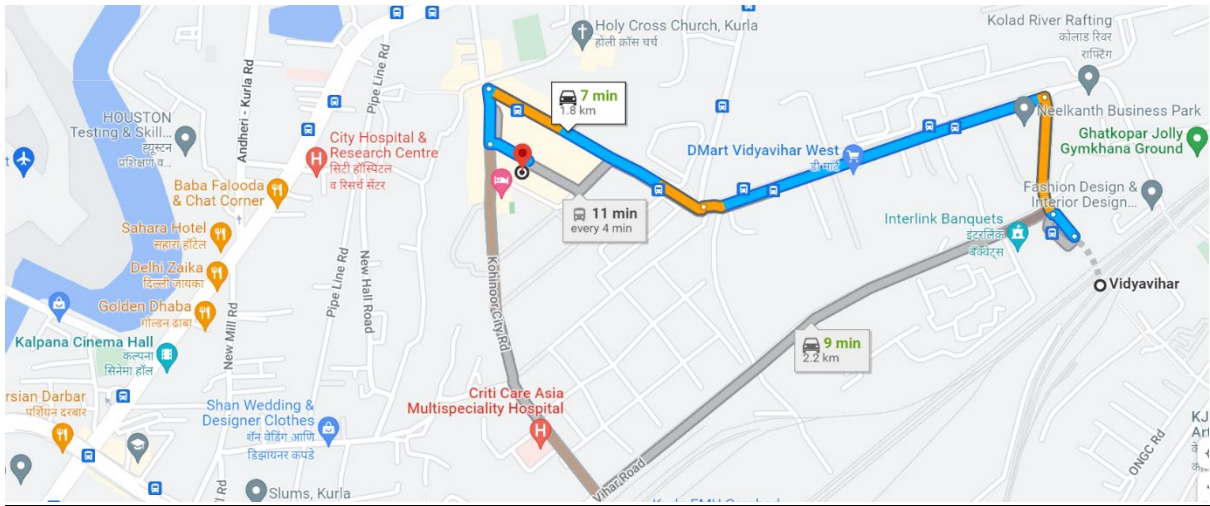 Holy Cross Church, Kurla
होली क्रॉस चर्च
Kolad River Rafting
कोलाड रिवर
राफ्टिंग
Pipe Line Rd
Andheri - Kurla Rd
7 min
1.8 km
HOUSTON
Testing & Skill...
ह्यूस्टन
प्रशिक्षण व...
City Hospital &
Research Centre
सिटी हॉस्पिटल
व रिसर्च सेंटर
Neelkanth Business Park
Ghatkopar Jolly
Gymkhana Ground
DMart Vidyavihar West
डी मार्ट
Baba Falooda
& Chat Corner
Fashion Design &
Interior Design...
11 min
every 4 min
Interlink Banquets
इंटरलिंक
बँक्वेट्स
Sahara Hotel
सहारा हॉटेल
Delhi Zaika
दिल्ली जायका
Golden Dhaba
गोल्डन ढाबा
Pipe Line Rd
New Hall Road
Kohinoor City Rd
Vidyavihar
New Mill Rd
Kalpana Cinema Hall
कल्पना
सिनेमा हॉल
9 min
2.2 km
rsian Darbar
पर्शियन दरबार
Shan Wedding &
Designer Clothes
शॅन वेडिंग आणि
डिझायनर कपडे
Criti Care Asia
Multispeciality Hospital
KJ
Art
ONGC Rd
Vihar Road
Slums, Kurla